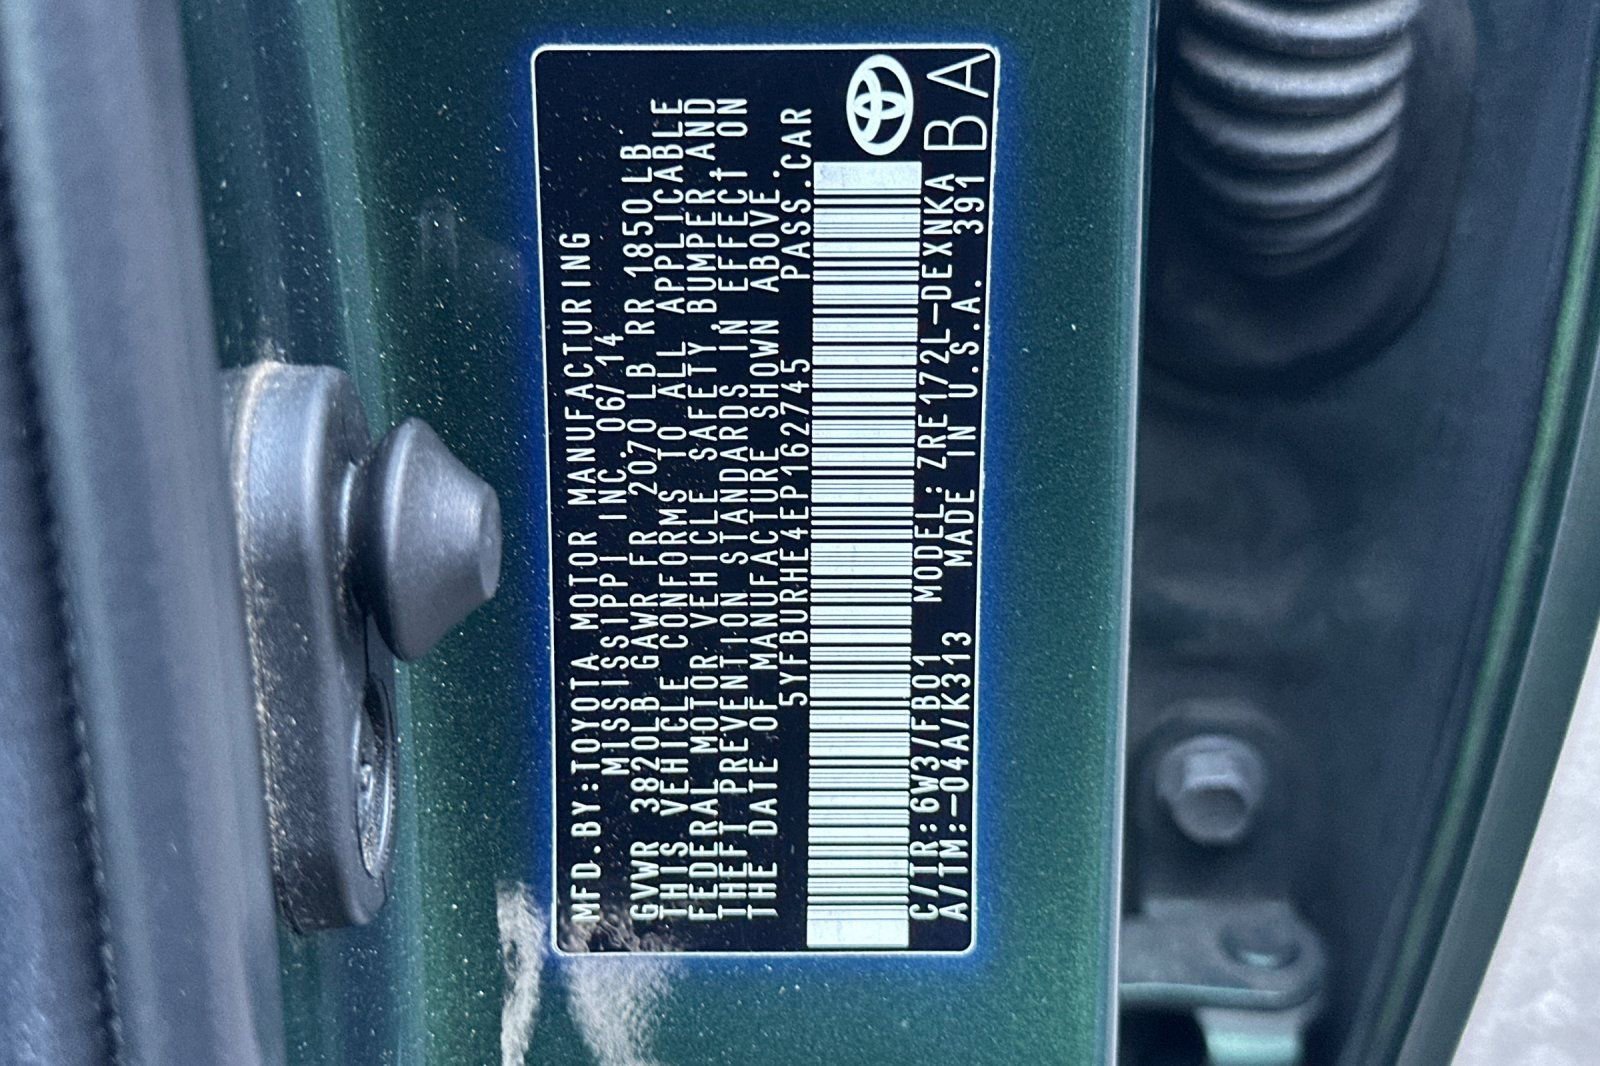 MFD.BY:TOYOTA MOTOR MANUFACTURING
MISSISSIPPI INC. 06/14
GVWR 3820LB GAWR FR 2070 LB RR 1850LB
THIS VEHICLE CONFORMS TO ALL APPLICABLE
FEDERAL MOTOR VEHICLE SAFETY,BUMPER AND
THEFT PREVENTION STANDARDS IN EFFECT ON
THE DATE OF MANUFACTURE SHOWN ABOVE.
5YFBURHE4EP162745 PASS.CAR
C/TR:6W3/FB01 MODEL:ZRE172L-DEXNKA
A/TM:-04A/K313 MADE IN U.S.A. 391
BA